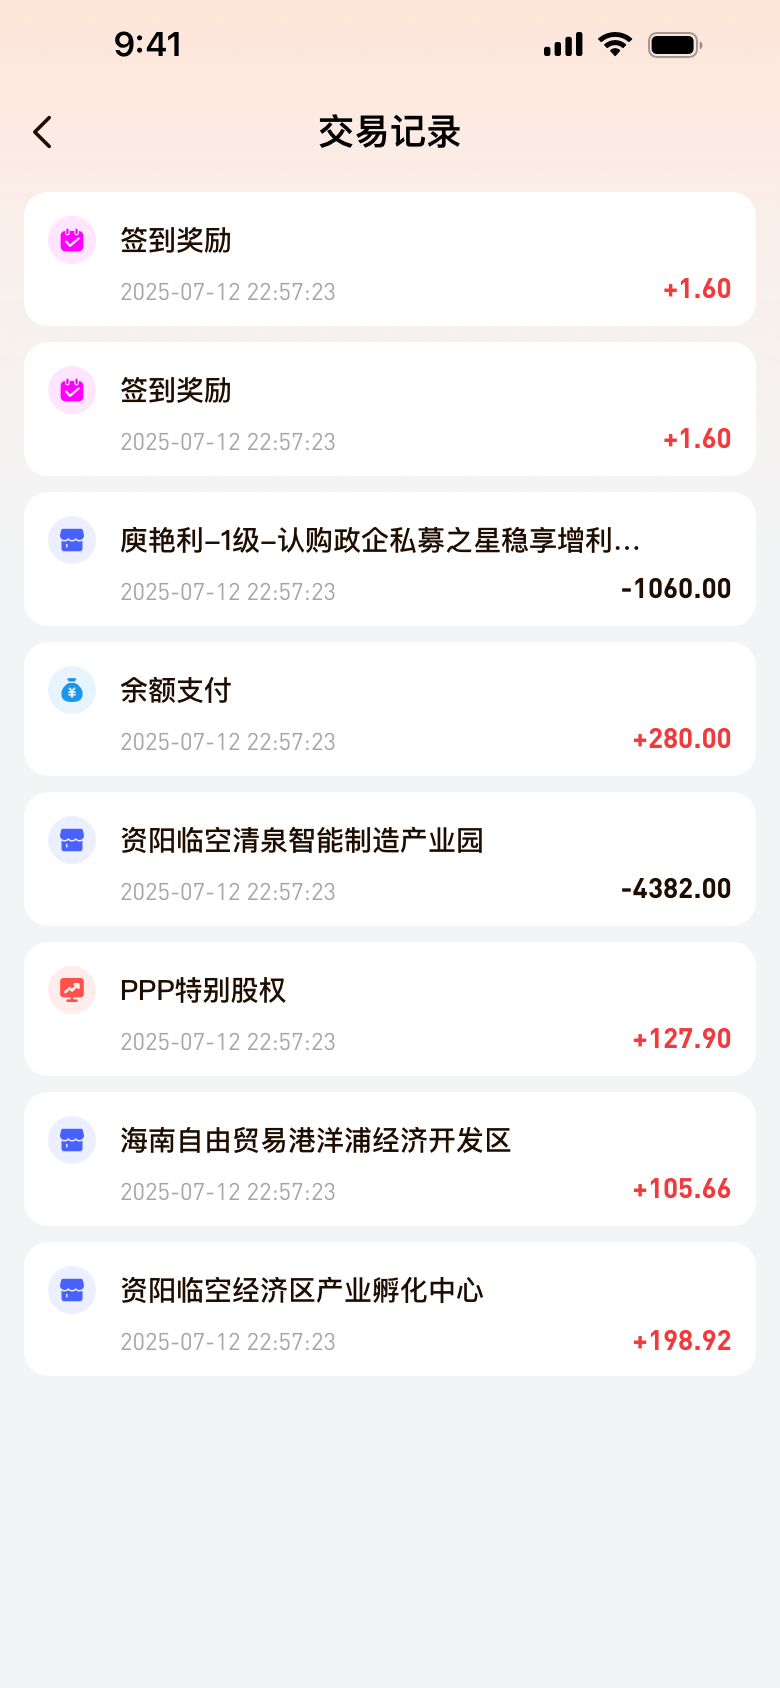 9:41
交易记录
签到奖励
2025-07-12 22:57:23
+1.60
签到奖励
2025-07-12 22:57:23
+1.60
庾艳利–1级–认购政企私募之星稳享增利...
2025-07-12 22:57:23
-1060.00
余额支付
2025-07-12 22:57:23
+280.00
资阳临空清泉智能制造产业园
2025-07-12 22:57:23
-4382.00
PPP特别股权
2025-07-12 22:57:23
+127.90
海南自由贸易港洋浦经济开发区
2025-07-12 22:57:23
+105.66
资阳临空经济区产业孵化中心
2025-07-12 22:57:23
+198.92